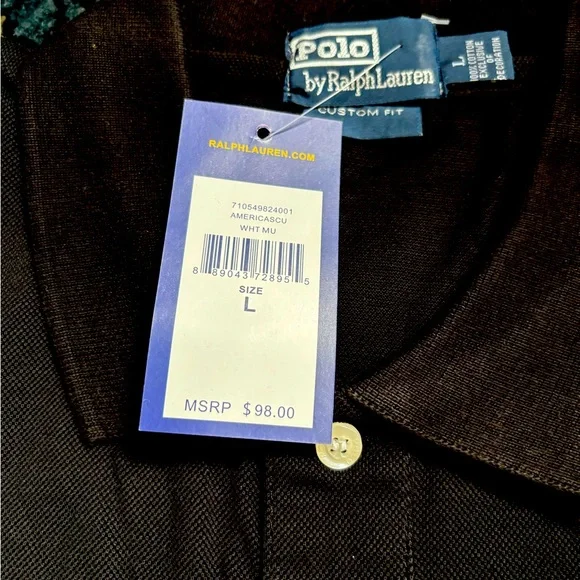 Polo
by Ralph Lauren
CUSTOM FIT
L
100% COTTON
EXCLUSIVE
OF
DECORATION
RALPHLAUREN.COM
710549824001
AMERICASCU
WHT MU
8 89043 72895 5
SIZE
L
MSRP $ 98.00